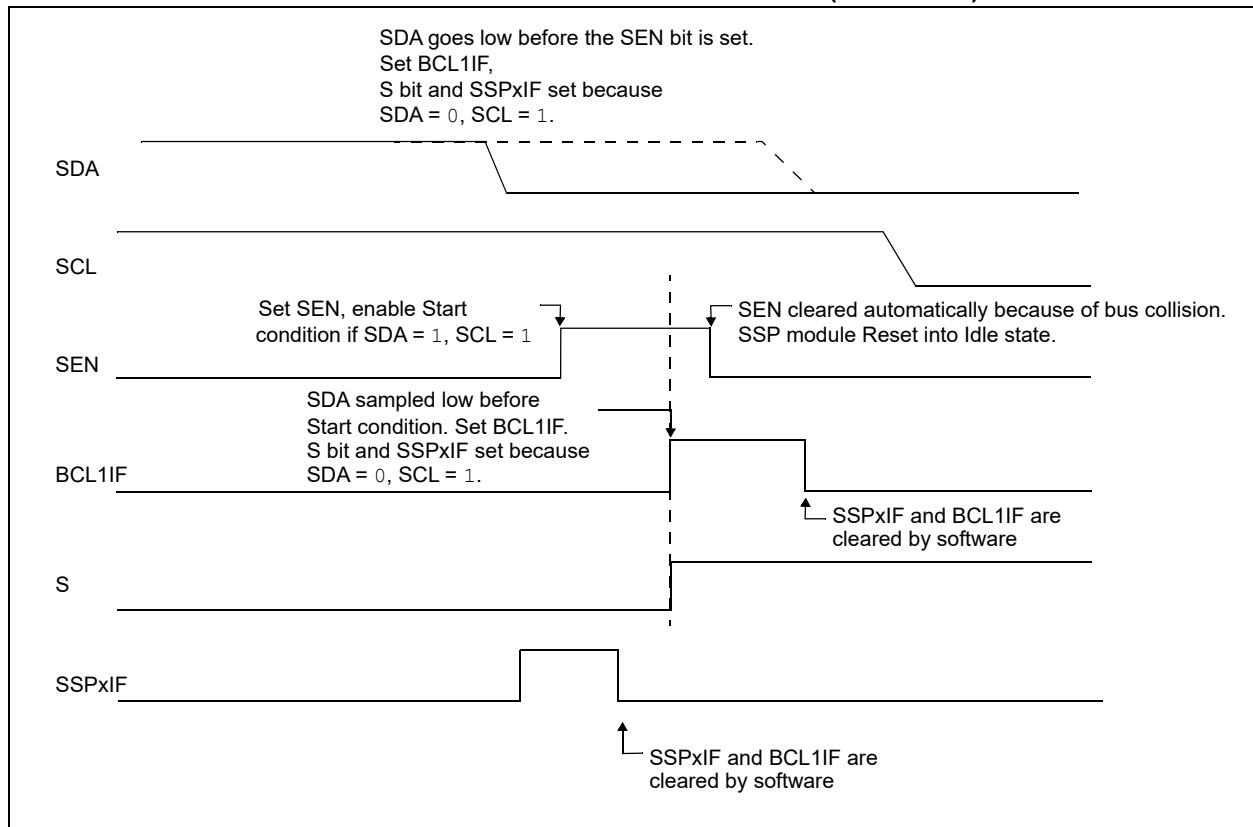 SDA goes low before the SEN bit is set.
Set BCL1IF,
S bit and SSPxIF set because
SDA = 0, SCL = 1.
SDA
SCL
Set SEN, enable Start
condition if SDA = 1, SCL = 1
SEN cleared automatically because of bus collision.
SSP module Reset into Idle state.
SEN
SDA sampled low before
Start condition. Set BCL1IF.
S bit and SSPxIF set because
SDA = 0, SCL = 1.
BCL1IF
SSPxIF and BCL1IF are
cleared by software
S
SSPxIF
SSPxIF and BCL1IF are
cleared by software